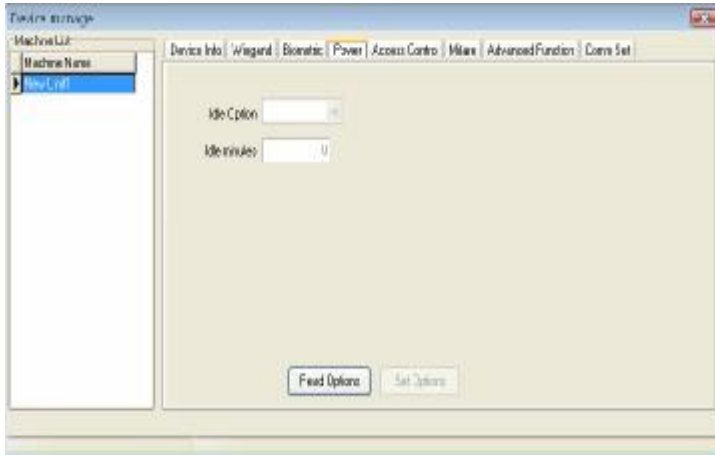 Device manage
Machine List
Machine Name
New Unit1
Device Info Wiegand Biometric Power Access Contro Mifare Advanced Function Comm Set
Idle Option
Idle minutes 0
Read Options Set Options